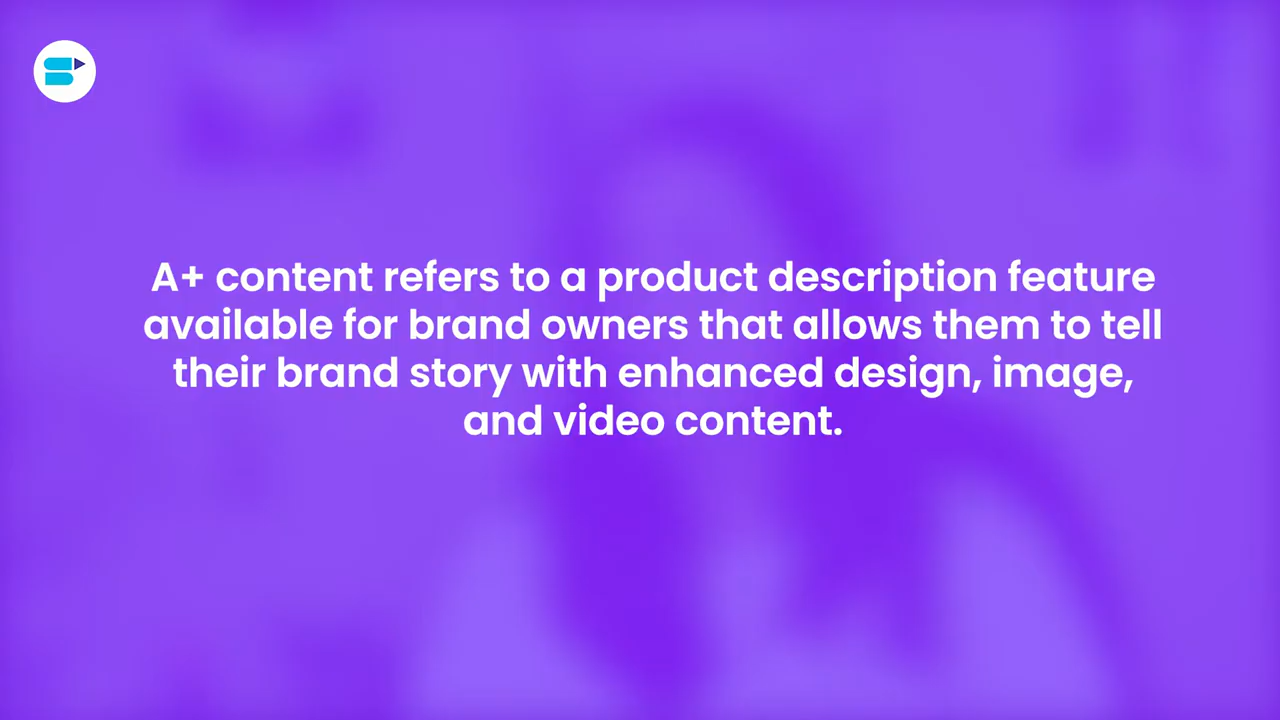 A+ content refers to a product description feature
available for brand owners that allows them to tell
their brand story with enhanced design, image,
and video content.